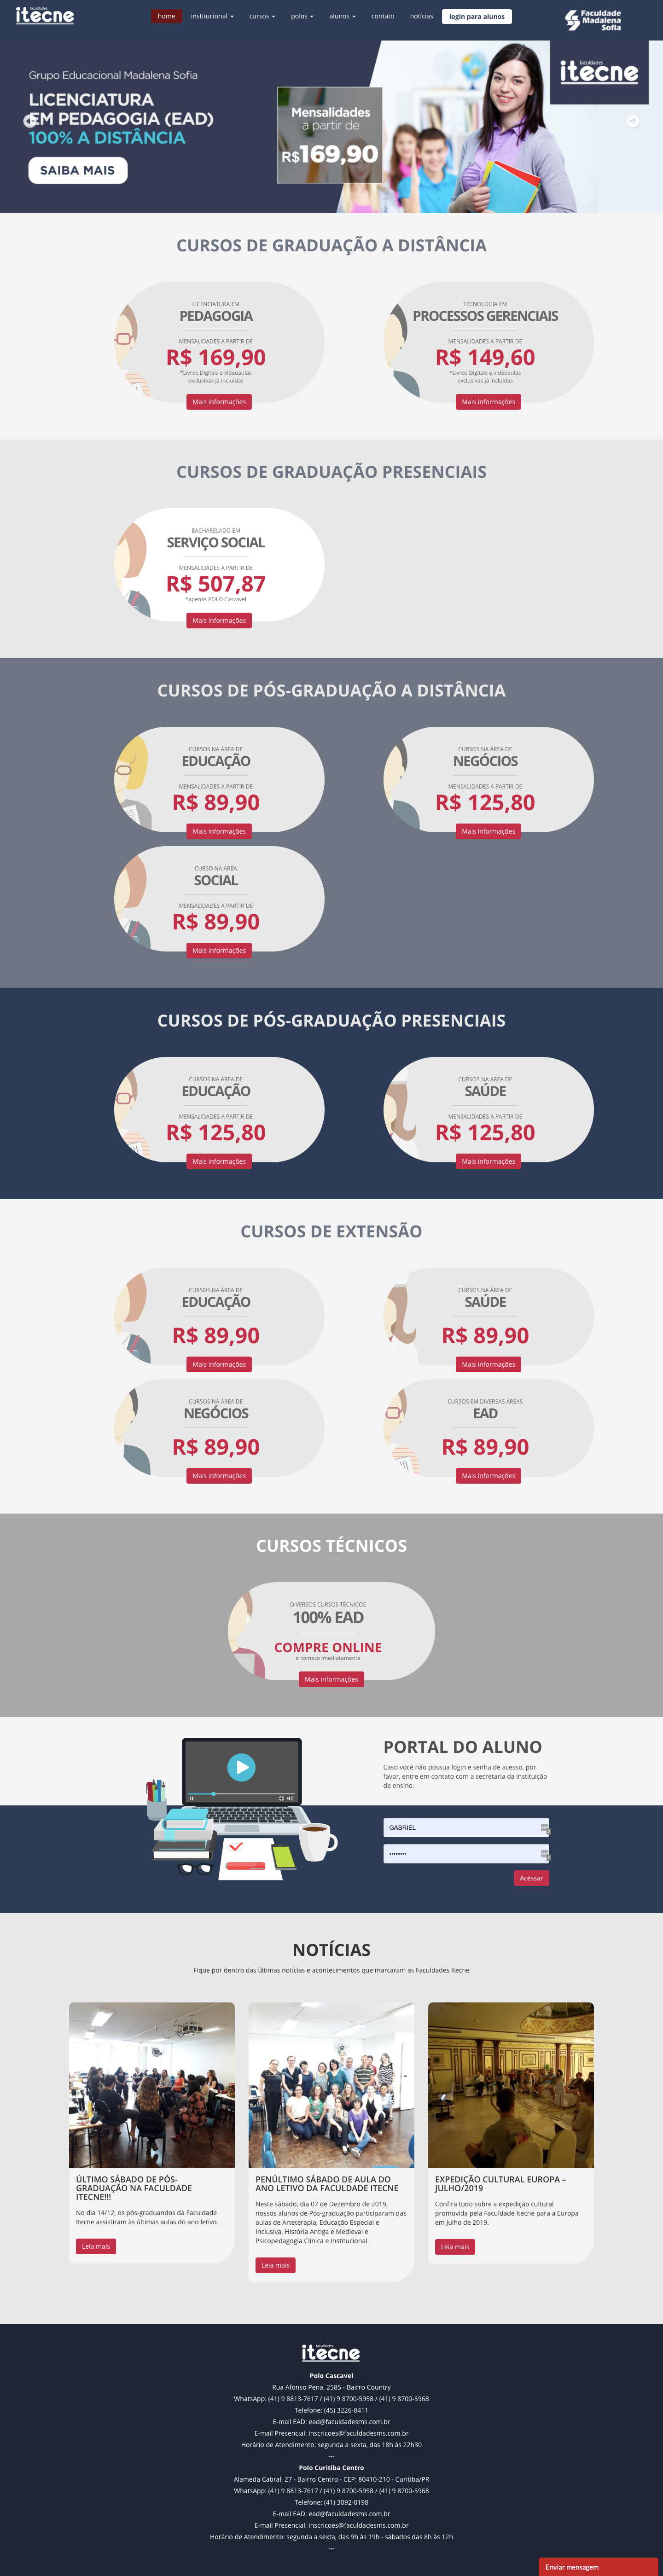 faculdades
itecne
home
institucional
cursos
polos
alunos
contato
notícias
login para alunos
Faculdade
Madalena
Sofia
Grupo Educacional Madalena Sofia
LICENCIATURA
EM PEDAGOGIA (EAD)
100% A DISTÂNCIA
SAIBA MAIS
Mensalidades
a partir de
R$169,90
faculdades
itecne
CURSOS DE GRADUAÇÃO A DISTÂNCIA
LICENCIATURA EM
PEDAGOGIA
MENSALIDADES A PARTIR DE
R$ 169,90
*Livros Digitais e videoaulas
exclusivas já incluídas
Mais informações
TECNOLOGIA EM
PROCESSOS GERENCIAIS
MENSALIDADES A PARTIR DE
R$ 149,60
*Livros Digitais e videoaulas
exclusivas já incluídas
Mais informações
CURSOS DE GRADUAÇÃO PRESENCIAIS
BACHARELADO EM
SERVIÇO SOCIAL
MENSALIDADES A PARTIR DE
R$ 507,87
*apenas POLO Cascavel
Mais informações
CURSOS DE PÓS-GRADUAÇÃO A DISTÂNCIA
CURSOS NA ÁREA DE
EDUCAÇÃO
MENSALIDADES A PARTIR DE
R$ 89,90
Mais informações
CURSOS NA ÁREA DE
NEGÓCIOS
MENSALIDADES A PARTIR DE
R$ 125,80
Mais informações
CURSO NA ÁREA
SOCIAL
MENSALIDADES A PARTIR DE
R$ 89,90
Mais informações
CURSOS DE PÓS-GRADUAÇÃO PRESENCIAIS
CURSOS NA ÁREA DE
EDUCAÇÃO
MENSALIDADES A PARTIR DE
R$ 125,80
Mais informações
CURSOS NA ÁREA DE
SAÚDE
MENSALIDADES A PARTIR DE
R$ 125,80
Mais informações
CURSOS DE EXTENSÃO
CURSOS NA ÁREA DE
EDUCAÇÃO
R$ 89,90
Mais informações
CURSOS NA ÁREA DE
SAÚDE
R$ 89,90
Mais informações
CURSOS NA ÁREA DE
NEGÓCIOS
R$ 89,90
Mais informações
CURSOS EM DIVERSAS ÁREAS
EAD
R$ 89,90
Mais informações
CURSOS TÉCNICOS
DIVERSOS CURSOS TÉCNICOS
100% EAD
COMPRE ONLINE
e comece imediatamente
Mais informações
PORTAL DO ALUNO
Caso você não possua login e senha de acesso, por
favor, entre em contato com a secretaria da instituição
de ensino.
GABRIEL
••••••••
Acessar
NOTÍCIAS
Fique por dentro das últimas notícias e acontecimentos que marcaram as Faculdades Itecne
ÚLTIMO SÁBADO DE PÓS-
GRADUAÇÃO NA FACULDADE
ITECNE!!!
No dia 14/12, os pós-graduandos da Faculdade
Itecne assistiram às últimas aulas do ano letivo.
Leia mais
PENÚLTIMO SÁBADO DE AULA DO
ANO LETIVO DA FACULDADE ITECNE
Neste sábado, dia 07 de Dezembro de 2019,
nossos alunos de Pós-graduação participaram das
aulas de Arteterapia, Educação Especial e
Inclusiva, História Antiga e Medieval e
Psicopedagogia Clínica e Institucional.
Leia mais
EXPEDIÇÃO CULTURAL EUROPA –
JULHO/2019
Confira tudo sobre a expedição cultural
promovida pela Faculdade Itecne para a Europa
em Julho de 2019.
Leia mais
faculdades
itecne
Polo Cascavel
Rua Afonso Pena, 2585 - Bairro Country
WhatsApp: (41) 9 8813-7617 / (41) 9 8700-5958 / (41) 9 8700-5968
Telefone: (45) 3226-8411
E-mail EAD: ead@faculdadesms.com.br
E-mail Presencial: inscricoes@faculdadesms.com.br
Horário de Atendimento: segunda a sexta, das 18h às 22h30
---
Polo Curitiba Centro
Alameda Cabral, 27 - Bairro Centro - CEP: 80410-210 - Curitiba/PR
WhatsApp: (41) 9 8813-7617 / (41) 9 8700-5958 / (41) 9 8700-5968
Telefone: (41) 3092-0198
E-mail EAD: ead@faculdadesms.com.br
E-mail Presencial: inscricoes@faculdadesms.com.br
Horário de Atendimento: segunda a sexta, das 9h às 19h - sábados das 8h às 12h
---
Enviar mensagem